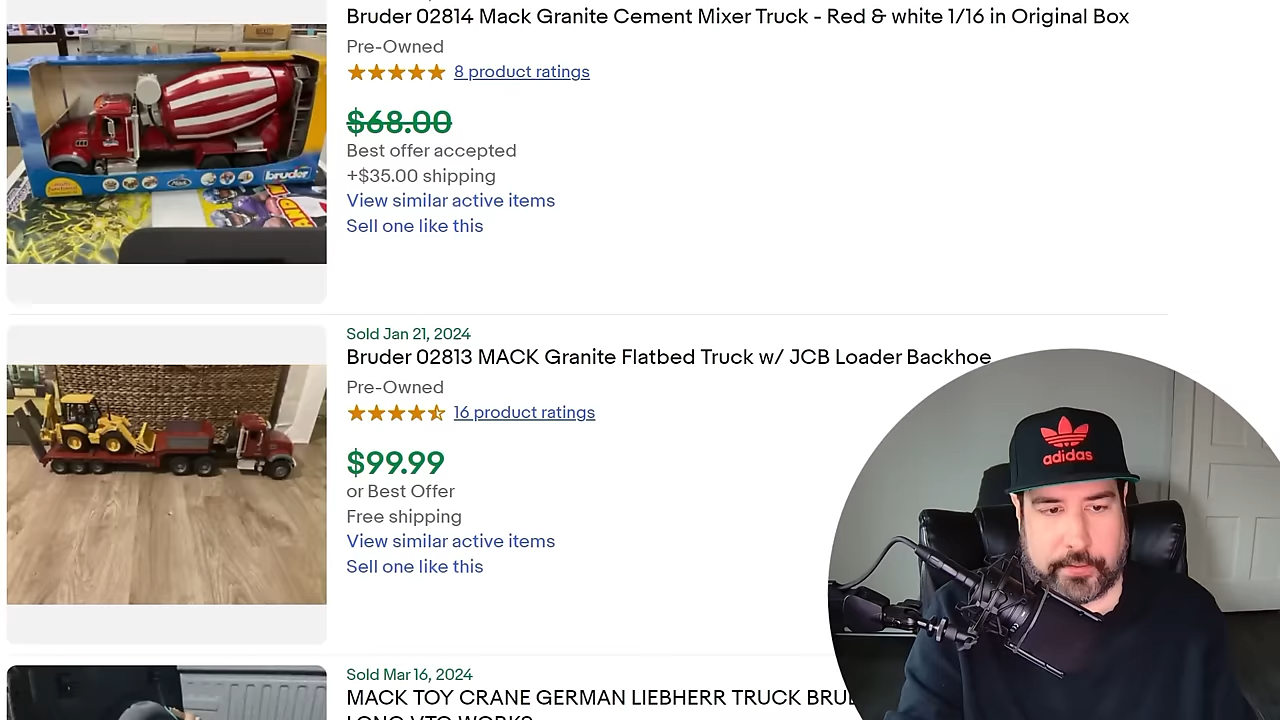 Bruder 02814 Mack Granite Cement Mixer Truck - Red & white 1/16 in Original Box
Pre-Owned
8 product ratings
$68.00
Best offer accepted
+$35.00 shipping
View similar active items
Sell one like this
bruder
Sold Jan 21, 2024
Bruder 02813 MACK Granite Flatbed Truck w/ JCB Loader Backhoe
Pre-Owned
16 product ratings
$99.99
or Best Offer
Free shipping
View similar active items
Sell one like this
adidas
Sold Mar 16, 2024
MACK TOY CRANE GERMAN LIEBHERR TRUCK